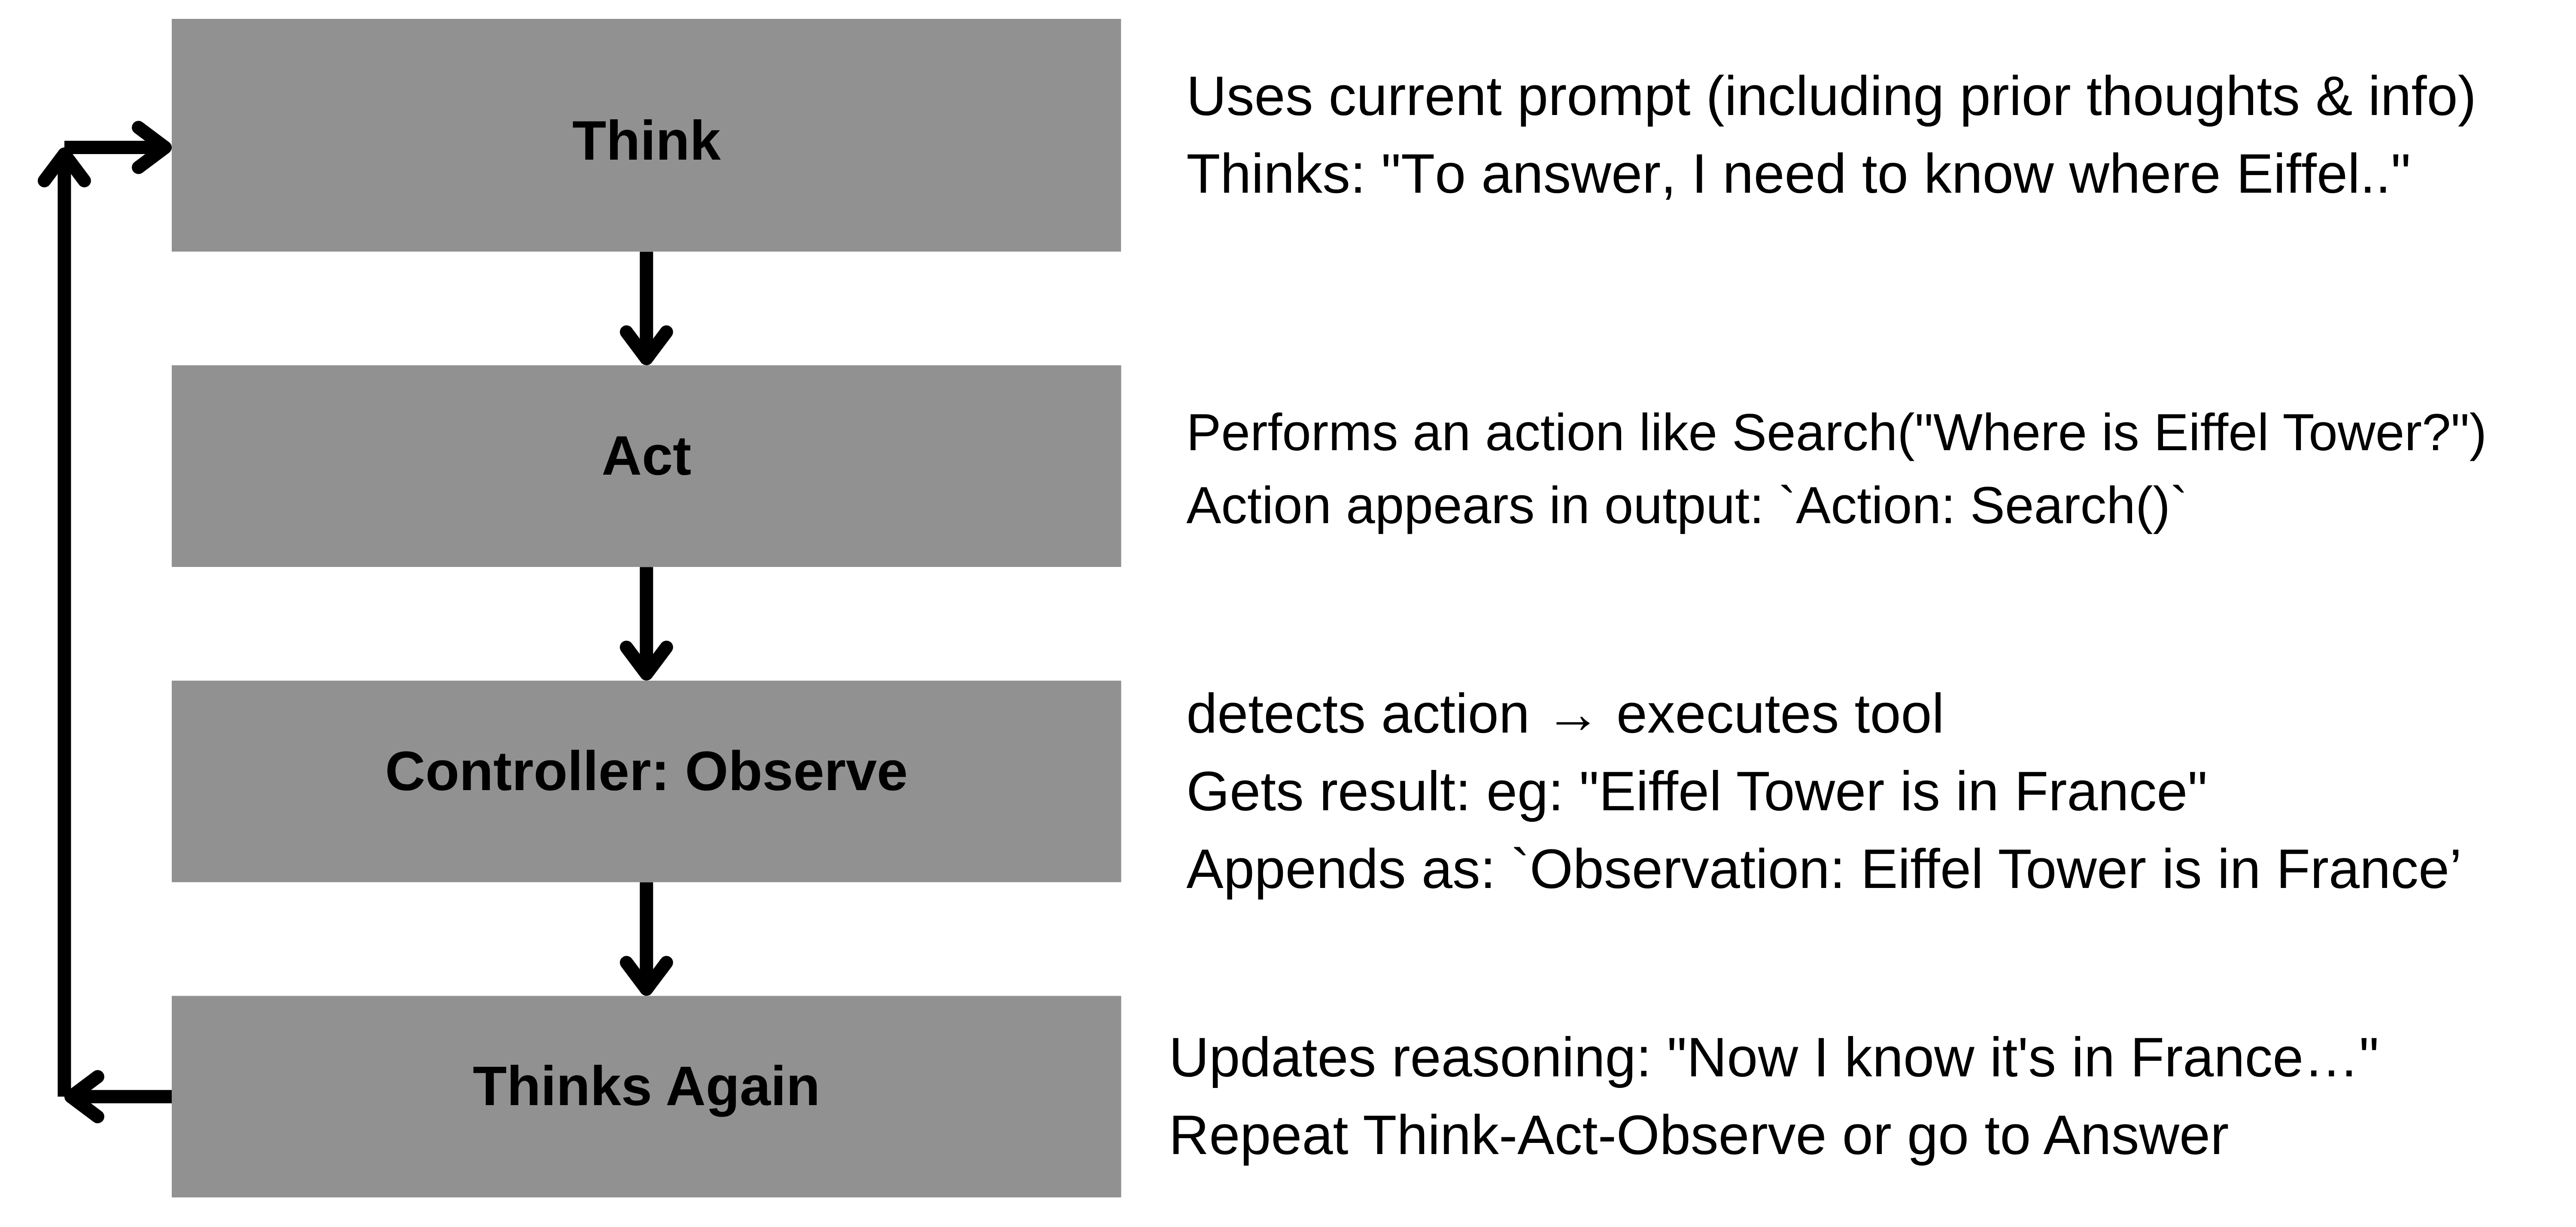 Think
Uses current prompt (including prior thoughts & info)
Thinks: "To answer, I need to know where Eiffel.."
Act
Performs an action like Search("Where is Eiffel Tower?")
Action appears in output: `Action: Search()`
Controller: Observe
detects action → executes tool
Gets result: eg: "Eiffel Tower is in France"
Appends as: `Observation: Eiffel Tower is in France’
Thinks Again
Updates reasoning: "Now I know it's in France…"
Repeat Think-Act-Observe or go to Answer